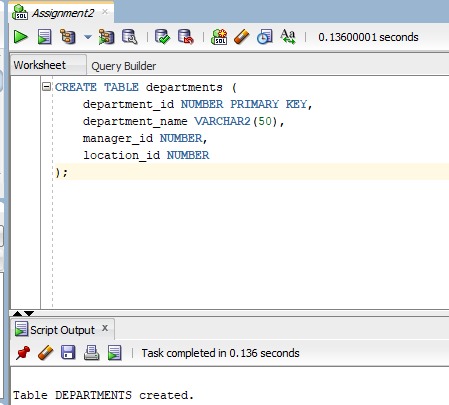 Assignment2
0.13600001 seconds
Worksheet Query Builder
CREATE TABLE departments (
department_id NUMBER PRIMARY KEY,
department_name VARCHAR2(50),
manager_id NUMBER,
location_id NUMBER
);
Script Output x
Task completed in 0.136 seconds
Table DEPARTMENTS created.